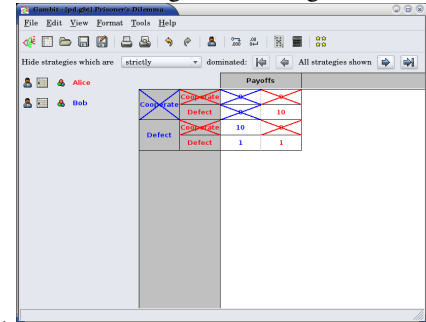 Gambit - [pd.gbt] Prisoner's Dilemma
File Edit View Format Tools Help
Hide strategies which are strictly dominated: All strategies shown
Alice
Bob
Payoffs
Cooperate Cooperate
Defect 10
Defect Cooperate 10
Defect 1 1